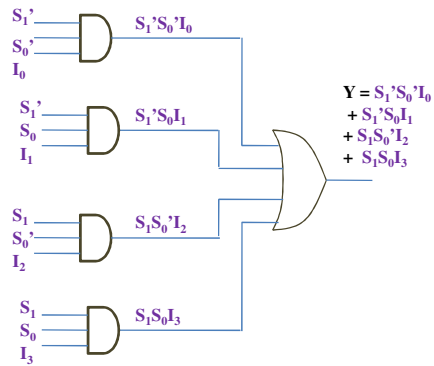 S₁'
S₀'
I₀
S₁'S₀'I₀
S₁'
S₀
I₁
S₁'S₀I₁
S₁
S₀'
I₂
S₁S₀'I₂
S₁
S₀
I₃
S₁S₀I₃
Y = S₁'S₀'I₀
+ S₁'S₀I₁
+ S₁S₀'I₂
+ S₁S₀I₃